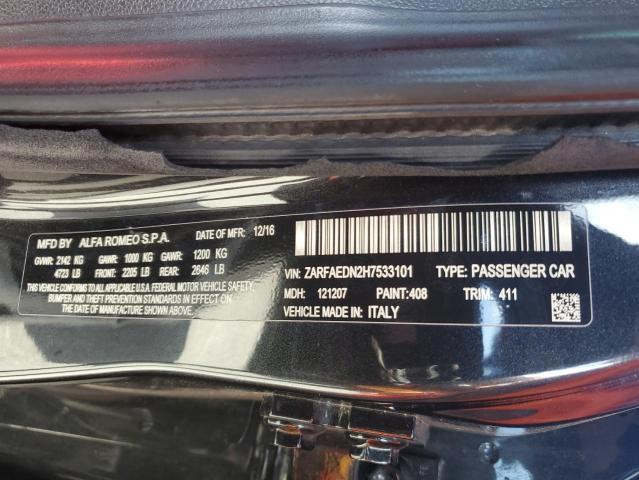 MFD BY ALFA ROMEO S.P.A. DATE OF MFR: 12/16
GVWR: 2142 KG GAWR: 1000 KG GAWR: 1200 KG
4723 LB FRONT: 2205 LB REAR: 2646 LB
THIS VEHICLE CONFORMS TO ALL APPLICABLE U.S.A. FEDERAL MOTOR VEHICLE SAFETY,
BUMPER AND THEFT PREVENTION STANDARDS IN EFFECT ON
THE DATE OF MANUFACTURE SHOWN ABOVE.
VIN: ZARFAEDN2H7533101 TYPE: PASSENGER CAR
MDH: 121207 PAINT: 408 TRIM: 411
VEHICLE MADE IN: ITALY